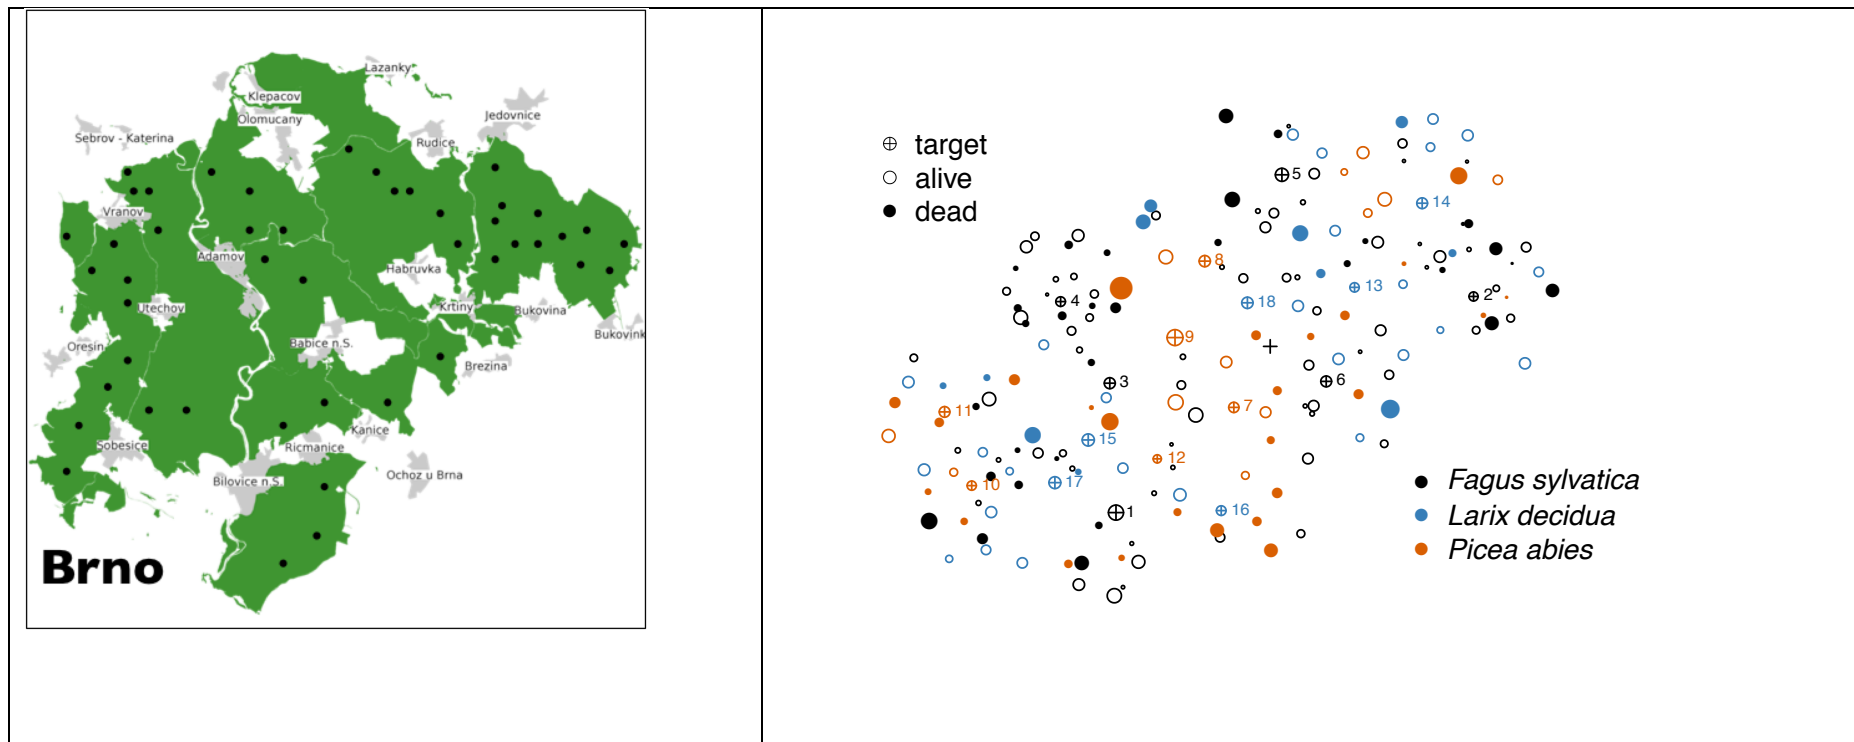 Lazanky
Klepacov
Olomucany
Jedovnice
Sebrov - Katerina
Rudice
Vranov
Adamov
Habruvka
Utechov
Krtiny
Bukovina
Bukovink
Oresin
Babice n.S.
Brezina
Sobesice
Kanice
Ricmanice
Bilovice n.S.
Ochoz u Brna
Brno
target
alive
dead
5
14
8
13
4
18
2
9
3
6
11
7
15
12
10
17
1
16
Fagus sylvatica
Larix decidua
Picea abies